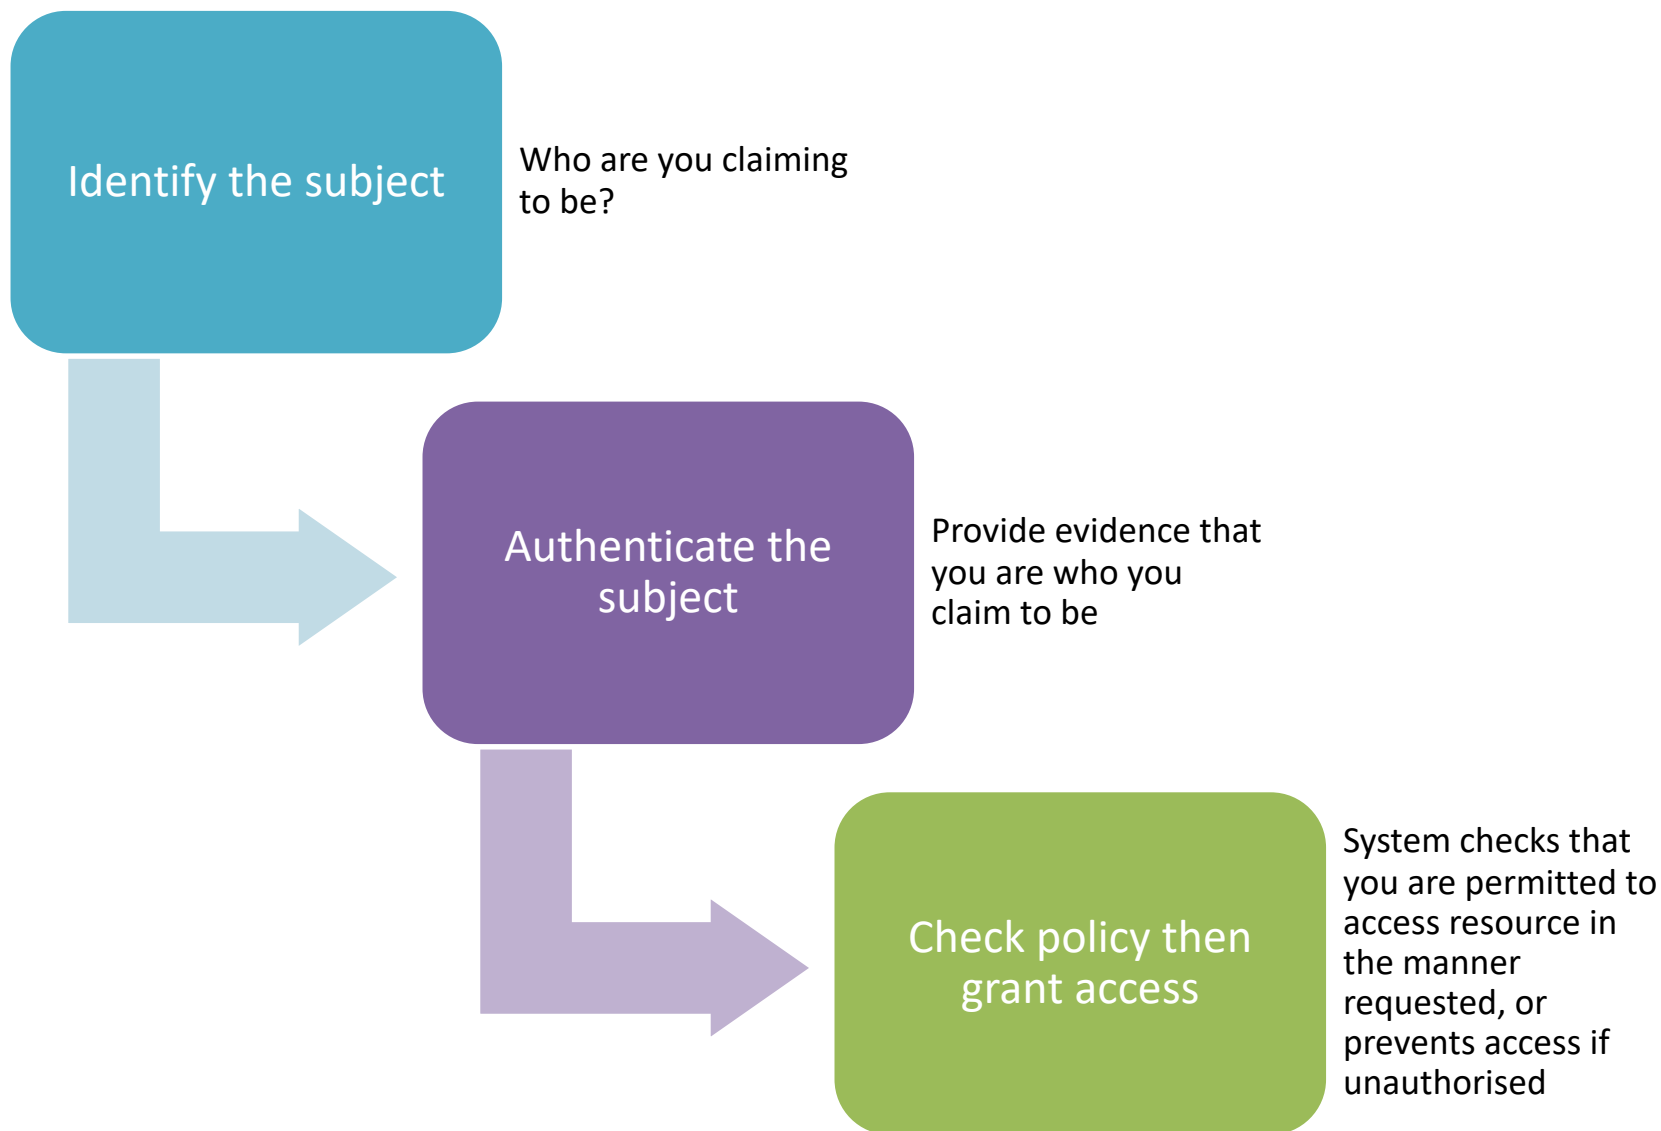 Identify the subject
Who are you claiming
to be?
Authenticate the
subject
Provide evidence that
you are who you
claim to be
Check policy then
grant access
System checks that
you are permitted to
access resource in
the manner
requested, or
prevents access if
unauthorised